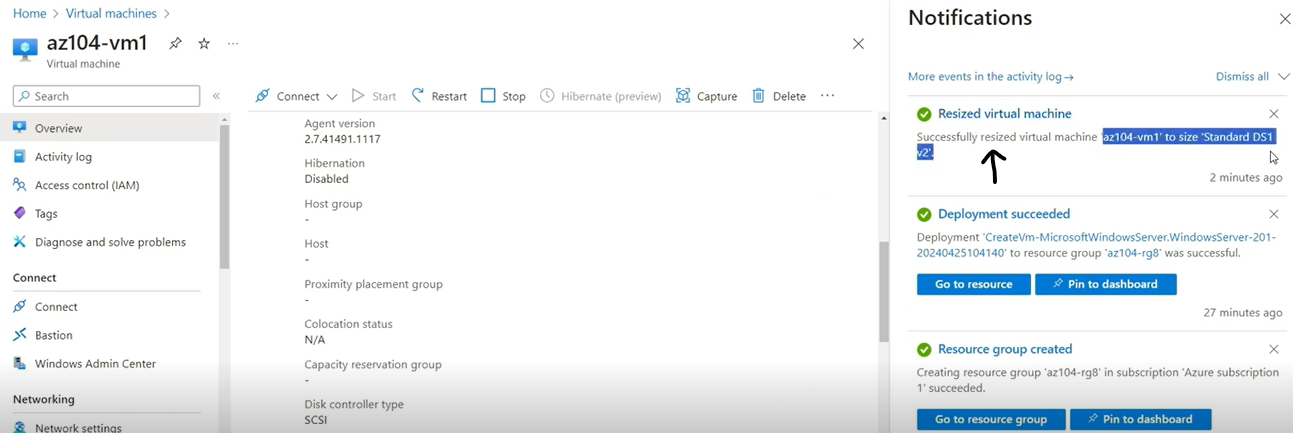 Home > Virtual machines >
az104-vm1 ...
Virtual machine
Search
«
Overview
Activity log
Access control (IAM)
Tags
Diagnose and solve problems
Connect
Connect
Bastion
Windows Admin Center
Networking
Network settings
Connect Start Restart Stop Hibernate (preview) Capture Delete ...
Agent version
2.7.41491.1117
Hibernation
Disabled
Host group
-
Host
-
Proximity placement group
-
Colocation status
N/A
Capacity reservation group
-
Disk controller type
SCSI
Notifications
More events in the activity log → Dismiss all
Resized virtual machine
Successfully resized virtual machine 'az104-vm1' to size 'Standard DS1
v2'.
2 minutes ago
Deployment succeeded
Deployment 'CreateVm-MicrosoftWindowsServer.WindowsServer-201-
20240425104140' to resource group 'az104-rg8' was successful.
Go to resource Pin to dashboard
27 minutes ago
Resource group created
Creating resource group 'az104-rg8' in subscription 'Azure subscription
1' succeeded.
Go to resource group Pin to dashboard